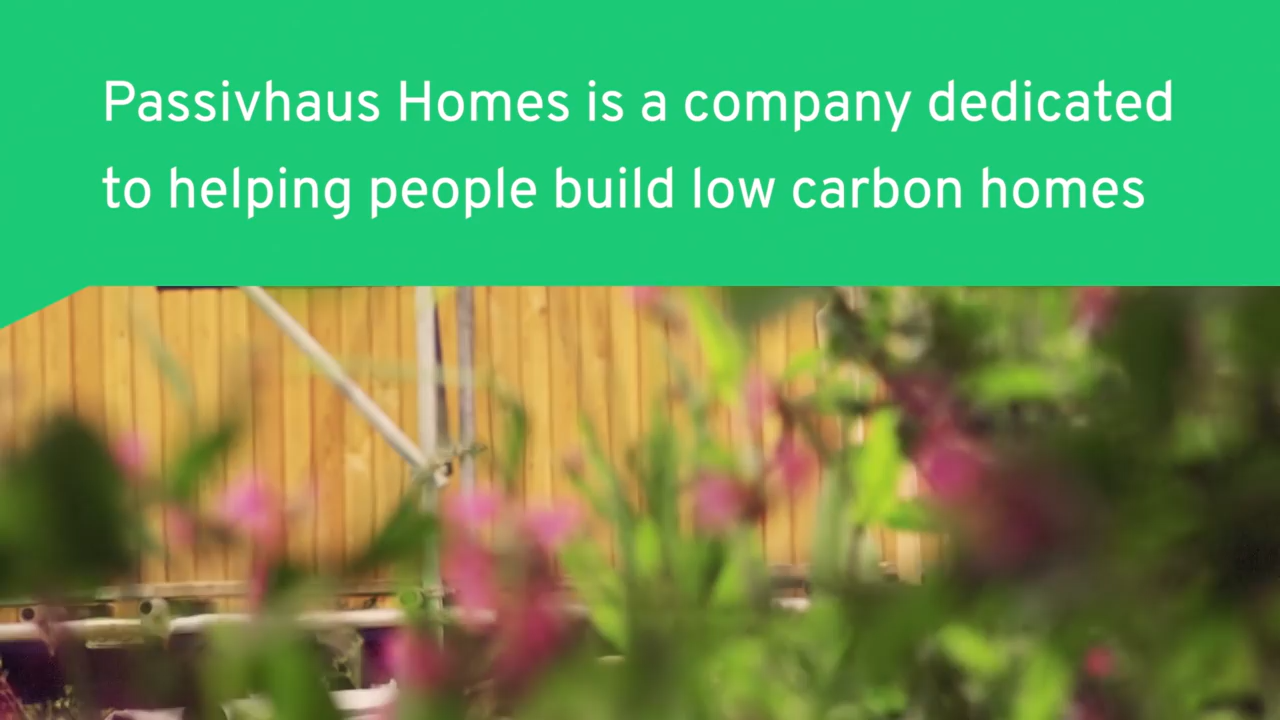 Passivhaus Homes is a company dedicated
to helping people build low carbon homes